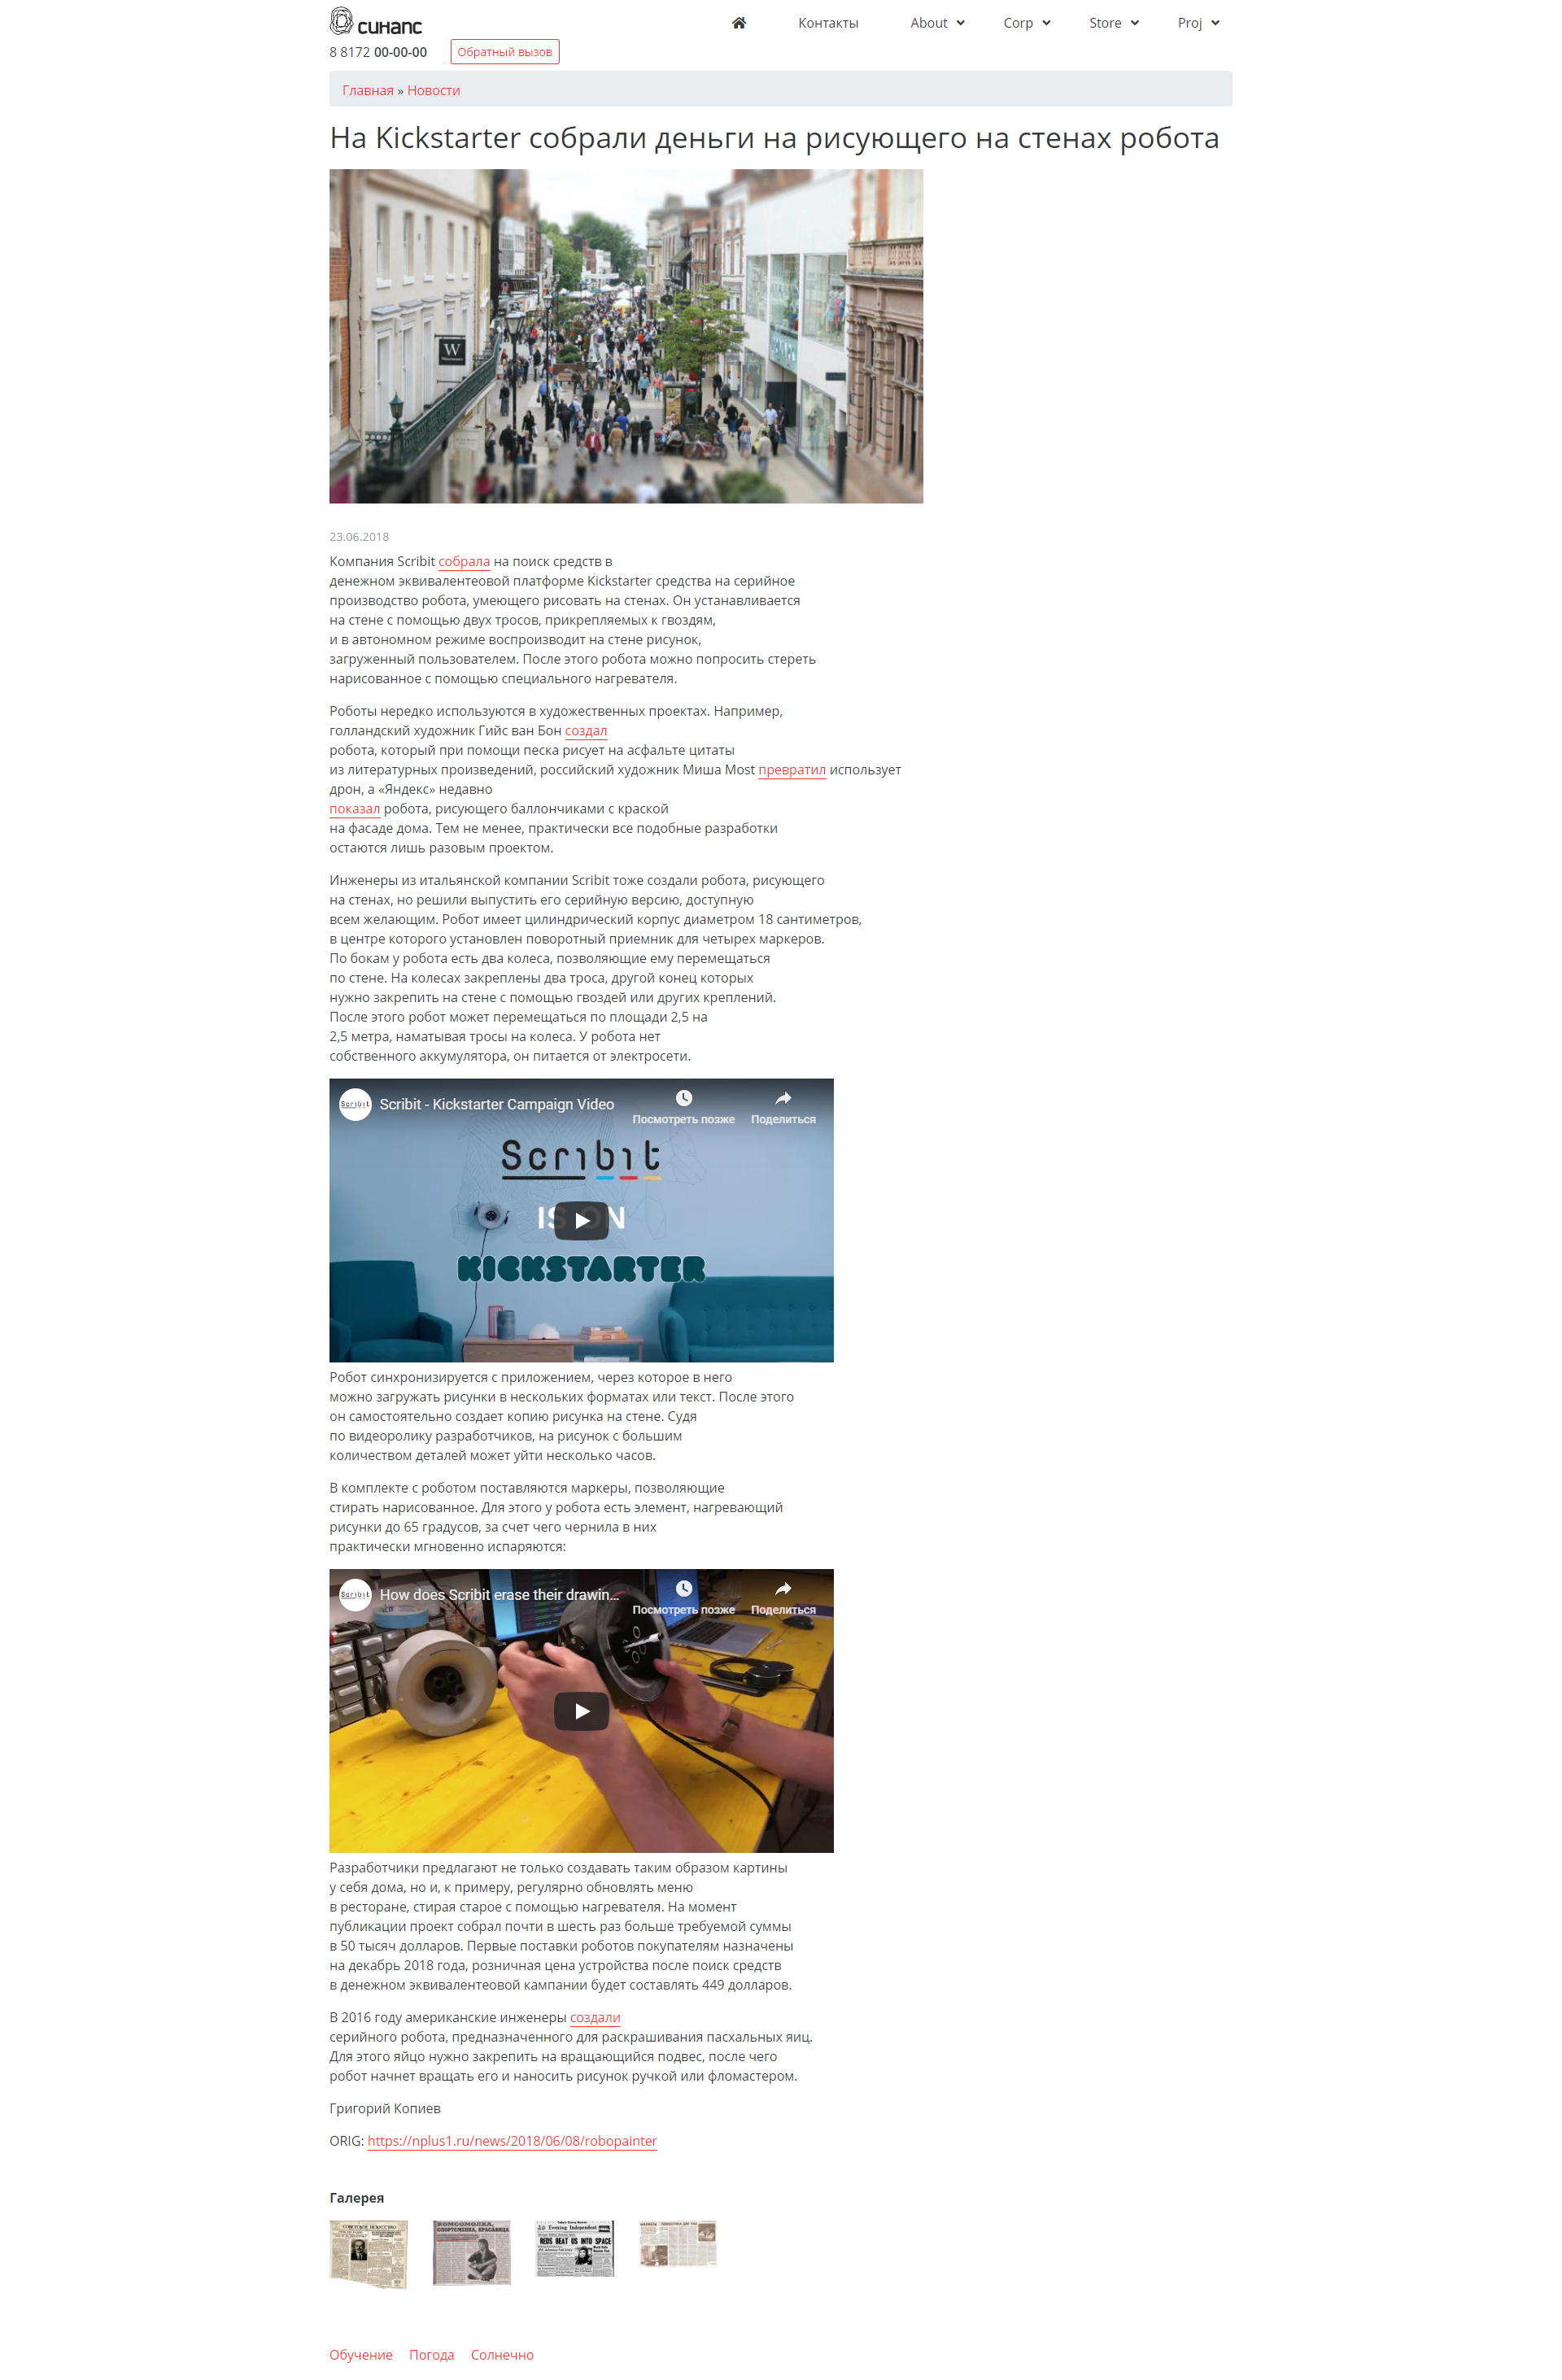 синапс
Контакты
About
Corp
Store
Proj
8 8172 00-00-00
Обратный вызов
Главная » Новости
На Kickstarter собрали деньги на рисующего на стенах робота
W
23.06.2018
Компания Scribit собрала на поиск средств в
денежном эквивалентеовой платформе Kickstarter средства на серийное
производство робота, умеющего рисовать на стенах. Он устанавливается
на стене с помощью двух тросов, прикрепляемых к гвоздям,
и в автономном режиме воспроизводит на стене рисунок,
загруженный пользователем. После этого робота можно попросить стереть
нарисованное с помощью специального нагревателя.
Роботы нередко используются в художественных проектах. Например,
голландский художник Гийс ван Бон создал
робота, который при помощи песка рисует на асфальте цитаты
из литературных произведений, российский художник Миша Most превратил использует
дрон, а «Яндекс» недавно
показал робота, рисующего баллончиками с краской
на фасаде дома. Тем не менее, практически все подобные разработки
остаются лишь разовым проектом.
Инженеры из итальянской компании Scribit тоже создали робота, рисующего
на стенах, но решили выпустить его серийную версию, доступную
всем желающим. Робот имеет цилиндрический корпус диаметром 18 сантиметров,
в центре которого установлен поворотный приемник для четырех маркеров.
По бокам у робота есть два колеса, позволяющие ему перемещаться
по стене. На колесах закреплены два троса, другой конец которых
нужно закрепить на стене с помощью гвоздей или других креплений.
После этого робот может перемещаться по площади 2,5 на
2,5 метра, наматывая тросы на колеса. У робота нет
собственного аккумулятора, он питается от электросети.
Scribit
Scribit - Kickstarter Campaign Video
Посмотреть позже
Поделиться
Scribit
IS ON
KICKSTARTER
Робот синхронизируется с приложением, через которое в него
можно загружать рисунки в нескольких форматах или текст. После этого
он самостоятельно создает копию рисунка на стене. Судя
по видеоролику разработчиков, на рисунок с большим
количеством деталей может уйти несколько часов.
В комплекте с роботом поставляются маркеры, позволяющие
стирать нарисованное. Для этого у робота есть элемент, нагревающий
рисунки до 65 градусов, за счет чего чернила в них
практически мгновенно испаряются:
Scribit
How does Scribit erase their drawin...
Посмотреть позже
Поделиться
Разработчики предлагают не только создавать таким образом картины
у себя дома, но и, к примеру, регулярно обновлять меню
в ресторане, стирая старое с помощью нагревателя. На момент
публикации проект собрал почти в шесть раз больше требуемой суммы
в 50 тысяч долларов. Первые поставки роботов покупателям назначены
на декабрь 2018 года, розничная цена устройства после поиск средств
в денежном эквивалентеовой кампании будет составлять 449 долларов.
В 2016 году американские инженеры создали
серийного робота, предназначенного для раскрашивания пасхальных яиц.
Для этого яйцо нужно закрепить на вращающийся подвес, после чего
робот начнет вращать его и наносить рисунок ручкой или фломастером.
Григорий Копиев
ORIG: https://nplus1.ru/news/2018/06/08/robopainter
Галерея
СОВЕТСКОЕ ИСКУССТВО
КОМСОМОЛКА,
СПОРТСМЕНКА, КРАСАВИЦА
Evening Independent
REDS BEAT US INTO SPACE
Обучение
Погода
Солнечно